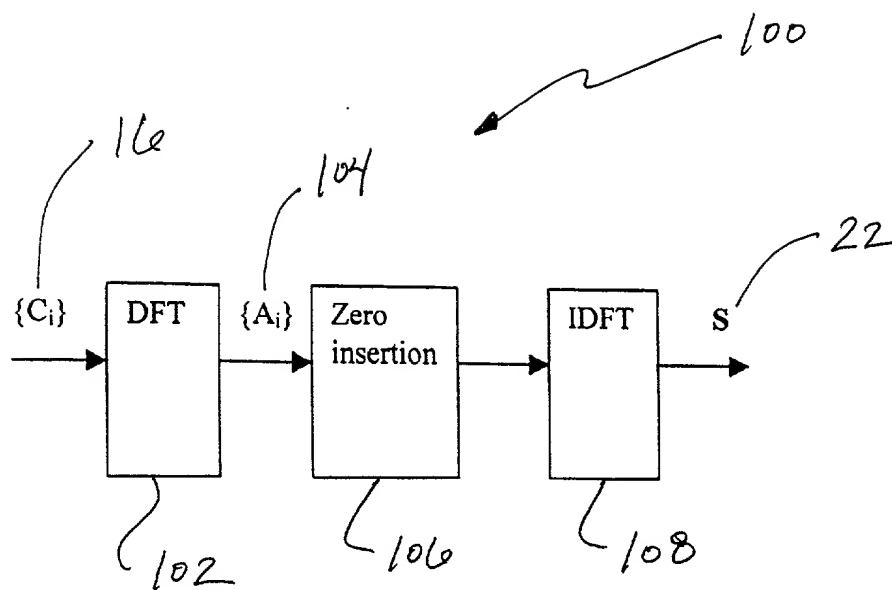 100
16
104
22
{Ci}
DFT
{Ai}
Zero
insertion
IDFT
S
102
106
108